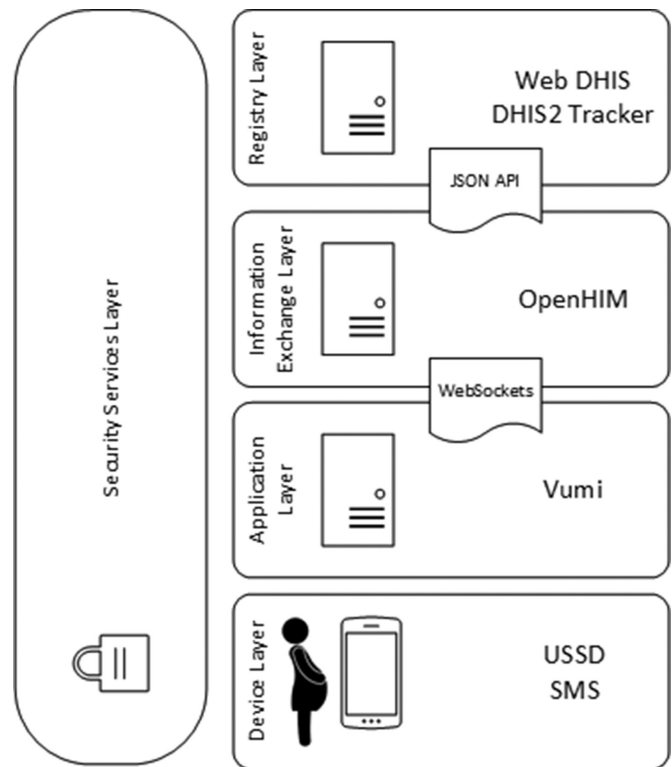 Security Services Layer
Registry Layer
Web DHIS
DHIS2 Tracker
JSON API
Information
Exchange Layer
OpenHIM
WebSockets
Application
Layer
Vumi
Device Layer
USSD
SMS